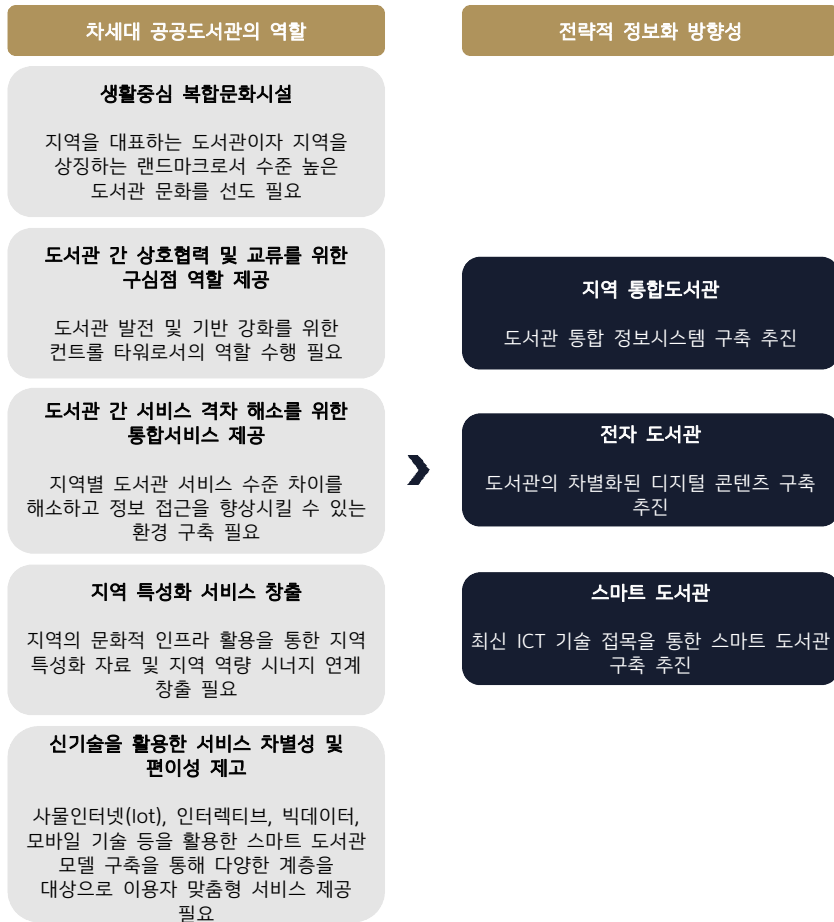 차세대 공공도서관의 역할
생활중심 복합문화시설
지역을 대표하는 도서관이자 지역을
상징하는 랜드마크로서 수준 높은
도서관 문화를 선도 필요
도서관 간 상호협력 및 교류를 위한
구심점 역할 제공
도서관 발전 및 기반 강화를 위한
컨트롤 타워로서의 역할 수행 필요
도서관 간 서비스 격차 해소를 위한
통합서비스 제공
지역별 도서관 서비스 수준 차이를
해소하고 정보 접근을 향상시킬 수 있는
환경 구축 필요
지역 특성화 서비스 창출
지역의 문화적 인프라 활용을 통한 지역
특성화 자료 및 지역 역량 시너지 연계
창출 필요
신기술을 활용한 서비스 차별성 및
편이성 제고
사물인터넷(Iot), 인터렉티브, 빅데이터,
모바일 기술 등을 활용한 스마트 도서관
모델 구축을 통해 다양한 계층을
대상으로 이용자 맞춤형 서비스 제공
필요
전략적 정보화 방향성
지역 통합도서관
도서관 통합 정보시스템 구축 추진
전자 도서관
도서관의 차별화된 디지털 콘텐츠 구축
추진
스마트 도서관
최신 ICT 기술 접목을 통한 스마트 도서관
구축 추진